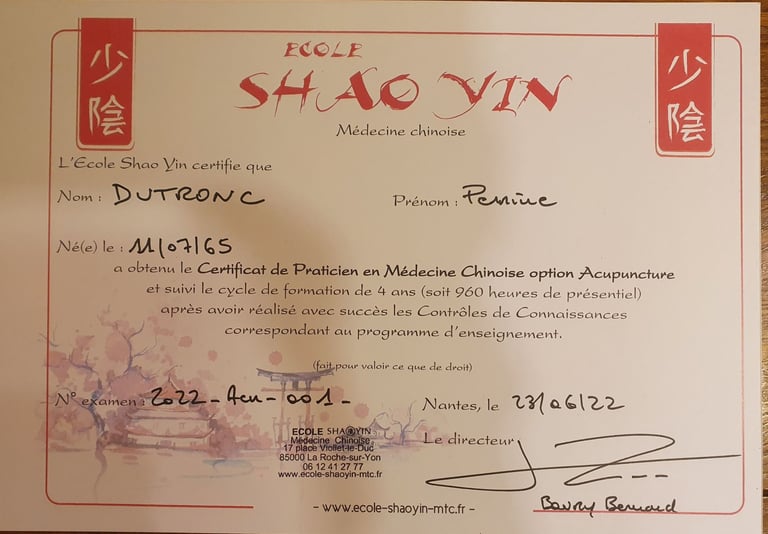 少陰
ECOLE
SHAO YIN
Médecine chinoise
少陰
L'Ecole Shao Yin certifie que
Nom : DUTRONC Prénom : Perrine
Né(e) le : 11/07/65
a obtenu le Certificat de Praticien en Médecine Chinoise option Acupuncture
et suivi le cycle de formation de 4 ans (soit 960 heures de présentiel)
après avoir réalisé avec succès les Contrôles de Connaissances
correspondant au programme d'enseignement.
(fait pour valoir ce que de droit)
N° examen : 2022 - Acu - 001 -
Nantes, le 23/06/22
ECOLE SHAOYIN
Médecine Chinoise
17 place Viollet-le-Duc
85000 La Roche-sur-Yon
06 12 41 27 77
www.ecole-shaoyin-mtc.fr
Le directeur
Bernard
- www.ecole-shaoyin-mtc.fr -